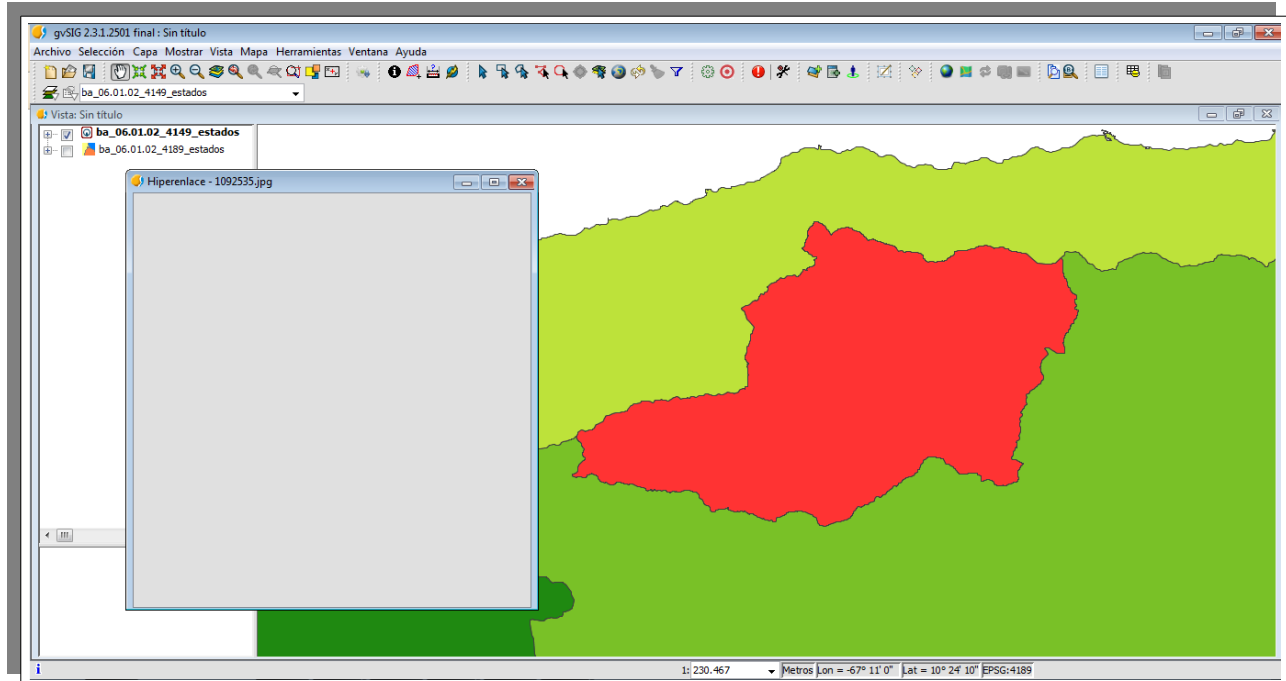 gvSIG 2.3.1.2501 final : Sin título
Archivo Selección Capa Mostrar Vista Mapa Herramientas Ventana Ayuda
ba_06.01.02_4149_estados
Vista: Sin título
ba_06.01.02_4149_estados
ba_06.01.02_4189_estados
Hiperenlace - 1092535.jpg
1: 230.467 Metros Lon = -67° 11' 0" Lat = 10° 24' 10" EPSG:4189